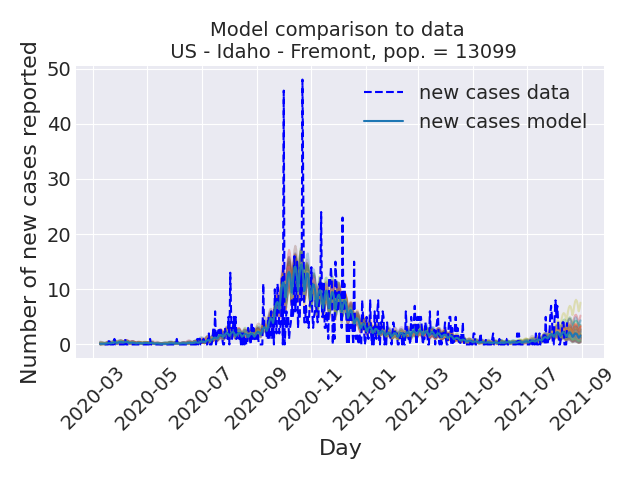 Model comparison to data
US - Idaho - Fremont, pop. = 13099
Number of new cases reported
50
40
30
20
10
0
new cases data
new cases model
2020-03
2020-05
2020-07
2020-09
2020-11
2021-01
2021-03
2021-05
2021-07
2021-09
Day